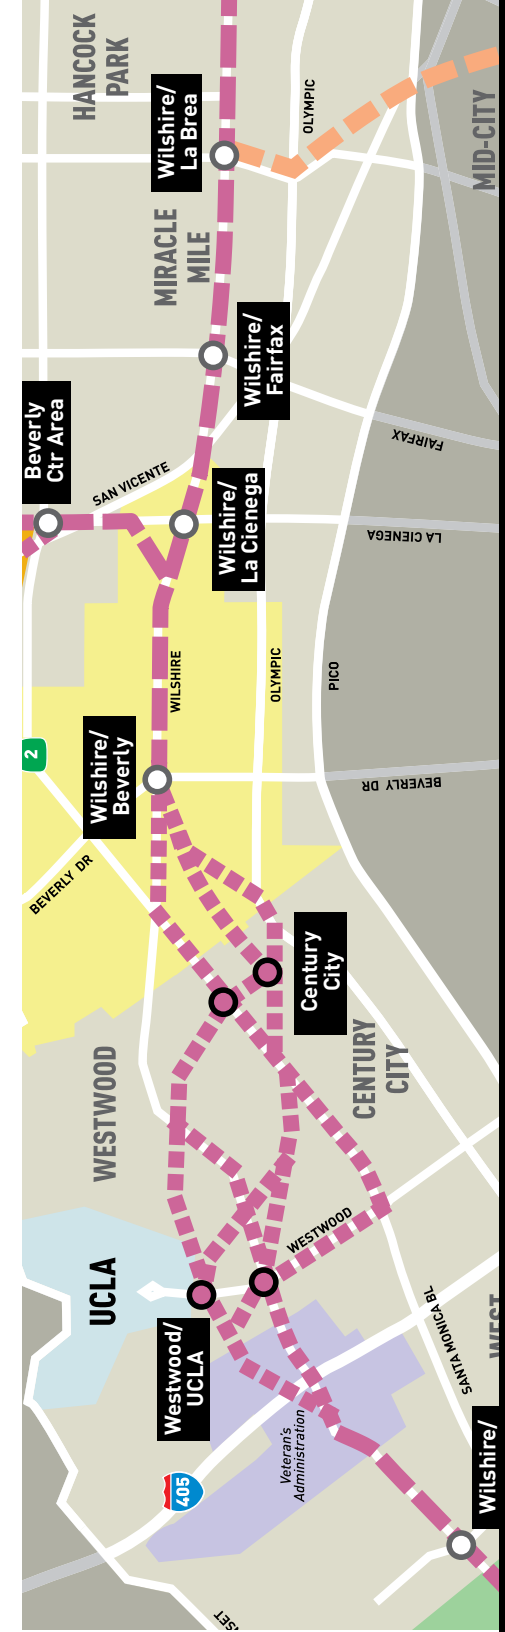 HANCOCK
PARK
Wilshire/
La Brea
OLYMPIC
MID-CITY
MIRACLE
MILE
Wilshire/
Fairfax
Beverly
Ctr Area
FAIRFAX
SAN VICENTE
Wilshire/
La Cienega
LA CIENEGA
WILSHIRE
OLYMPIC
PICO
2
Wilshire/
Beverly
BEVERLY DR
BEVERLY DR
Century
City
WESTWOOD
CENTURY
CITY
WESTWOOD
UCLA
Westwood/
UCLA
SANTA MONICA BL
WEST
Veteran's
Administration
405
Wilshire/